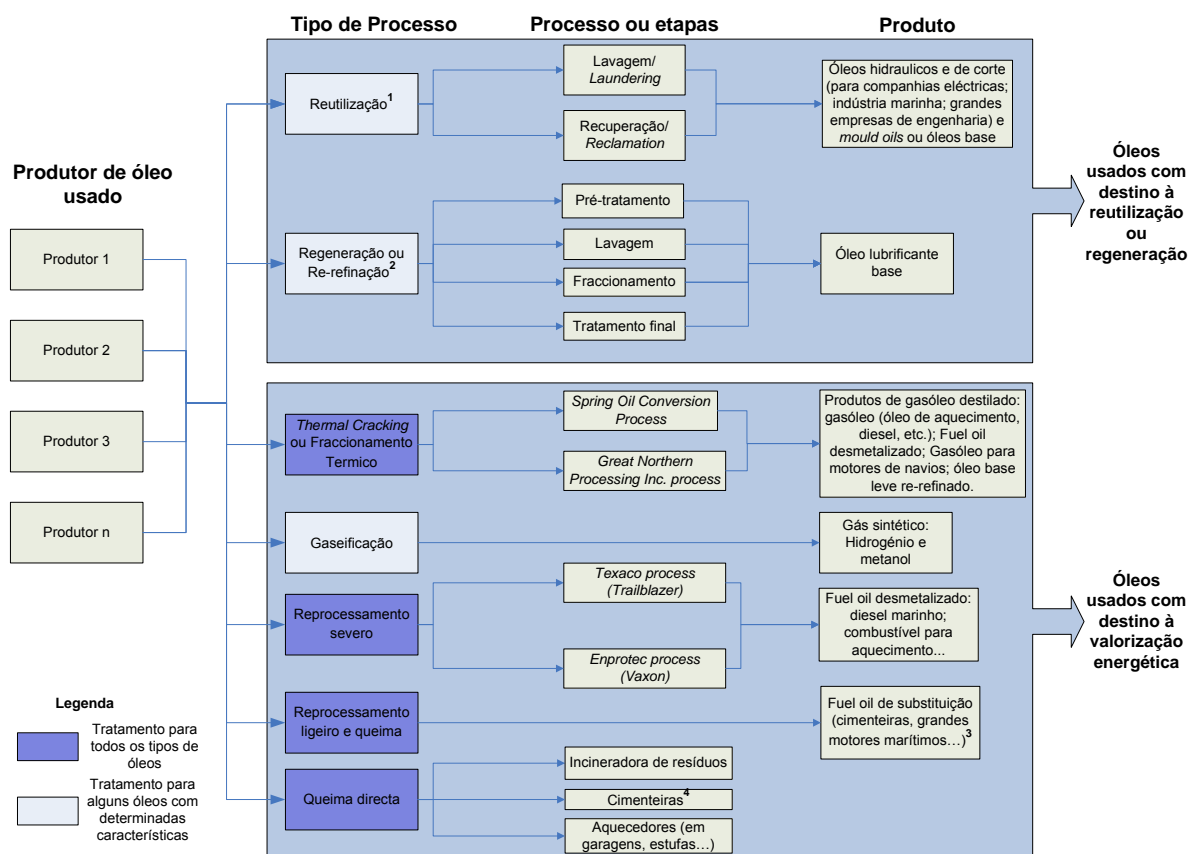 Tipo de Processo
Processo ou etapas
Produto
Produtor de óleo
usado
Produtor 1
Produtor 2
Produtor 3
Produtor n
Reutilização1
Lavagem/
Laundering
Recuperação/
Reclamation
Óleos hidraulicos e de corte
(para companhias eléctricas;
indústria marinha; grandes
empresas de engenharia) e
mould oils ou óleos base
Regeneração ou
Re-refinação2
Pré-tratamento
Lavagem
Fraccionamento
Tratamento final
Óleo lubrificante
base
Óleos
usados com
destino à
reutilização
ou
regeneração
Thermal Cracking
ou Fraccionamento
Termico
Spring Oil Conversion
Process
Great Northern
Processing Inc. process
Produtos de gasóleo destilado:
gasóleo (óleo de aquecimento,
diesel, etc.); Fuel oil
desmetalizado; Gasóleo para
motores de navios; óleo base
leve re-refinado.
Gaseificação
Gás sintético:
Hidrogénio e
metanol
Reprocessamento
severo
Texaco process
(Trailblazer)
Enprotec process
(Vaxon)
Fuel oil desmetalizado:
diesel marinho;
combustível para
aquecimento...
Reprocessamento
ligeiro e queima
Fuel oil de substituição
(cimenteiras, grandes
motores marítimos…)3
Queima directa
Incineradora de resíduos
Cimenteiras4
Aquecedores (em
garagens, estufas…)
Óleos
usados com
destino à
valorização
energética
Legenda
Tratamento para
todos os tipos de
óleos
Tratamento para
alguns óleos com
determinadas
características